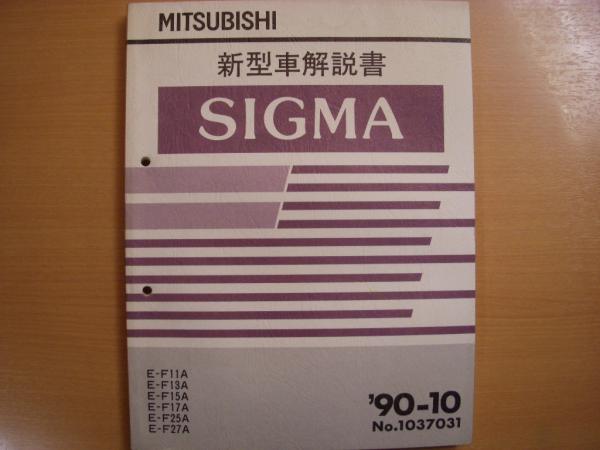 MITSUBISHI
新型車解説書
SIGMA
E-F11A
E-F13A
E-F15A
E-F17A
E-F25A
E-F27A
'90-10
No.1037031